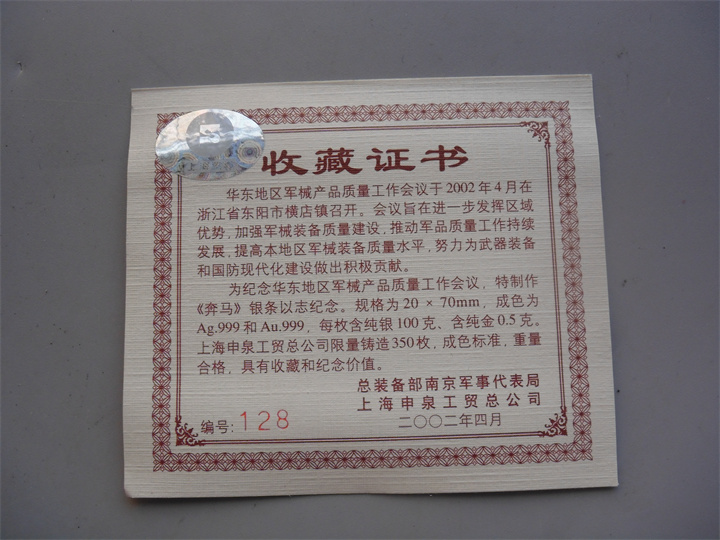 收藏证书
华东地区军械产品质量工作会议于2002年4月在
浙江省东阳市横店镇召开。会议旨在进一步发挥区域
优势，加强军械装备质量建设，推动军品质量工作持续
发展，提高本地区军械装备质量水平，努力为武器装备
和国防现代化建设做出积极贡献。
为纪念华东地区军械产品质量工作会议，特制作
《奔马》银条以志纪念。规格为20×70mm，成色为
Ag.999和Au.999，每枚含纯银100克、含纯金0.5克。
上海申泉工贸总公司限量铸造350枚，成色标准，重量
合格，具有收藏和纪念价值。
总装备部南京军事代表局
上海申泉工贸总公司
编号：128
二〇〇二年四月